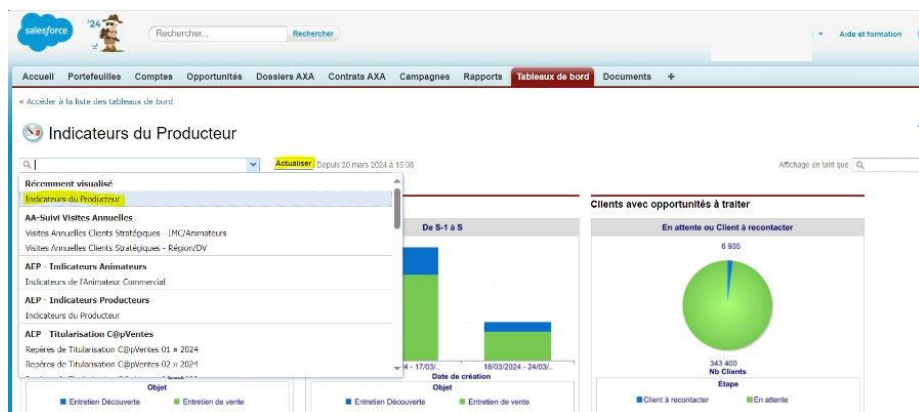 salesforce
'24
Rechercher...
Rechercher
Aide et formation
Accueil Portefeuilles Comptes Opportunités Dossiers AXA Contrats AXA Campagnes Rapports Tableaux de bord Documents +
« Accéder à la liste des tableaux de bord
Indicateurs du Producteur
Actualiser Depuis 20 mars 2024 à 15:08
Affichage en tant que
Récemment visualisé
Indicateurs du Producteur
AA-Suivi Visites Annuelles
Visites Annuelles Clients Stratégiques - IMC/Animateurs
Visites Annuelles Clients Stratégiques - Région/DV
AEP - Indicateurs Animateurs
Indicateurs de l'Animateur Commercial
AEP - Indicateurs Producteurs
Indicateurs du Producteur
AEP - Titularisation C@pVentes
Repères de Titularisation C@pVentes 01 » 2024
Repères de Titularisation C@pVentes 02 » 2024
De S-1 à S
- 17/03/..
18/03/2024 - 24/03/..
Date de création
Objet
Entretien Découverte Entretien de vente
Objet
Entretien Découverte Entretien de vente
Clients avec opportunités à traiter
En attente ou Client à recontacter
6 935
343 400
Nb Clients
Étape
Client à recontacter En attente